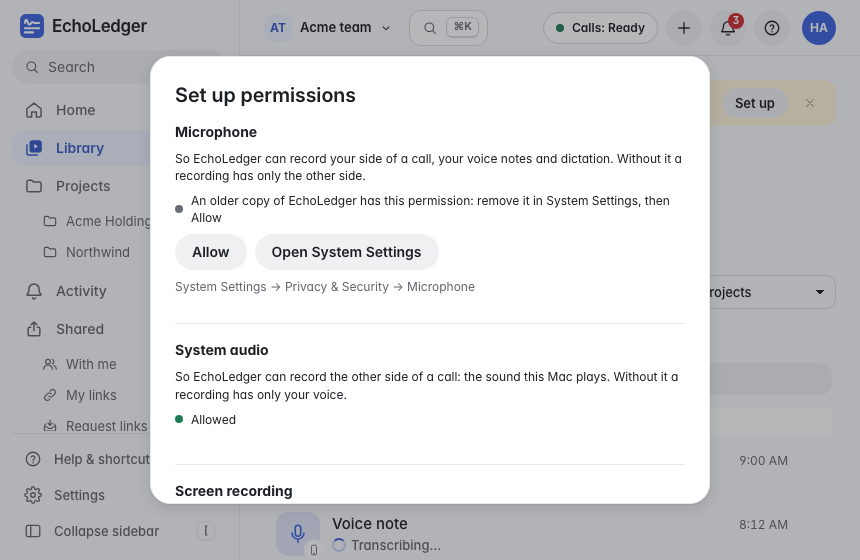 EchoLedger
AT Acme team
⌘K
Calls: Ready
3
HA
Search
Home
Library
Projects
Acme Holding
Northwind
Activity
Shared
With me
My links
Request links
Help & shortcut
Settings
Collapse sidebar [
Set up
Set up permissions
Microphone
So EchoLedger can record your side of a call, your voice notes and dictation. Without it a
recording has only the other side.
An older copy of EchoLedger has this permission: remove it in System Settings, then
Allow
Allow Open System Settings
System Settings → Privacy & Security → Microphone
System audio
So EchoLedger can record the other side of a call: the sound this Mac plays. Without it a
recording has only your voice.
Allowed
Screen recording
rojects
9:00 AM
Voice note
8:12 AM
Transcribing...